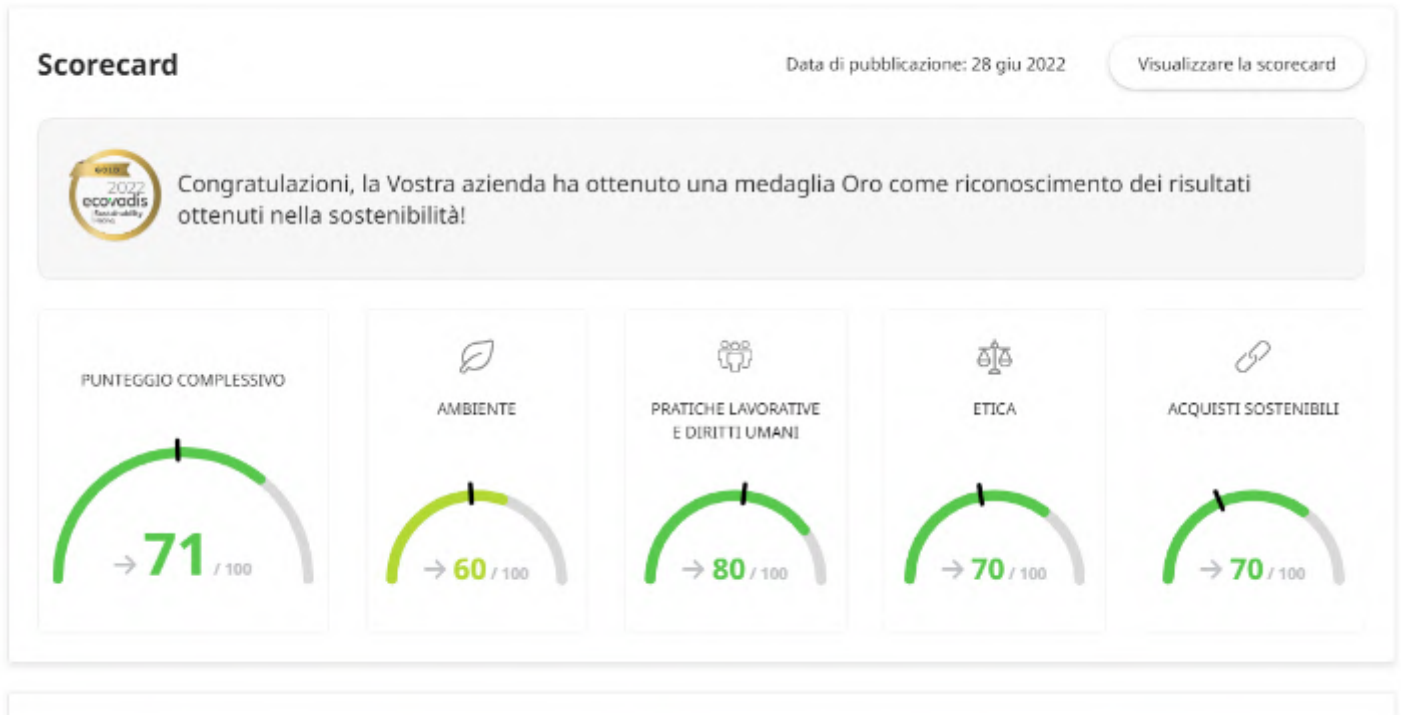 Scorecard
Data di pubblicazione: 28 giu 2022
Visualizzare la scorecard
GOLD
2022
ecovadis
Sustainability
Congratulazioni, la Vostra azienda ha ottenuto una medaglia Oro come riconoscimento dei risultati
ottenuti nella sostenibilità!
PUNTEGGIO COMPLESSIVO
→ 71 / 100
AMBIENTE
→ 60 / 100
PRATICHE LAVORATIVE
E DIRITTI UMANI
→ 80 / 100
ETICA
→ 70 / 100
ACQUISTI SOSTENIBILI
→ 70 / 100